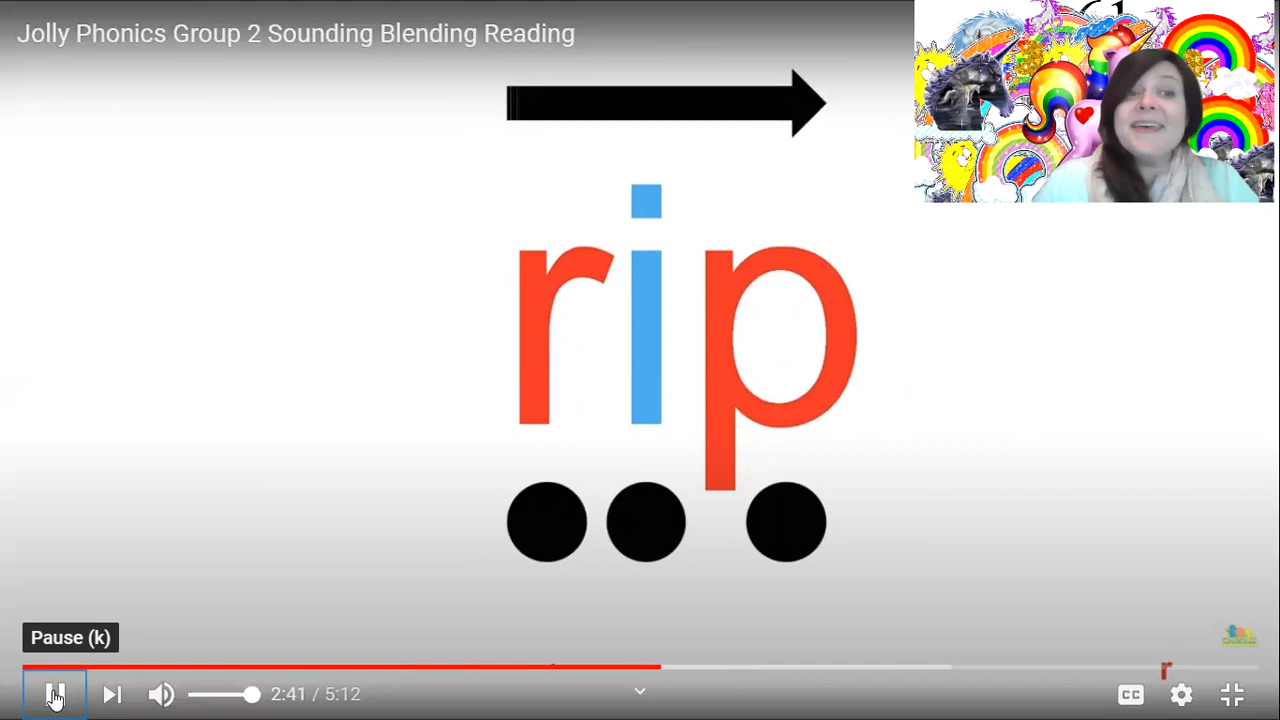 Jolly Phonics Group 2 Sounding Blending Reading
rip
Pause (k)
r
2:41 / 5:12
CC